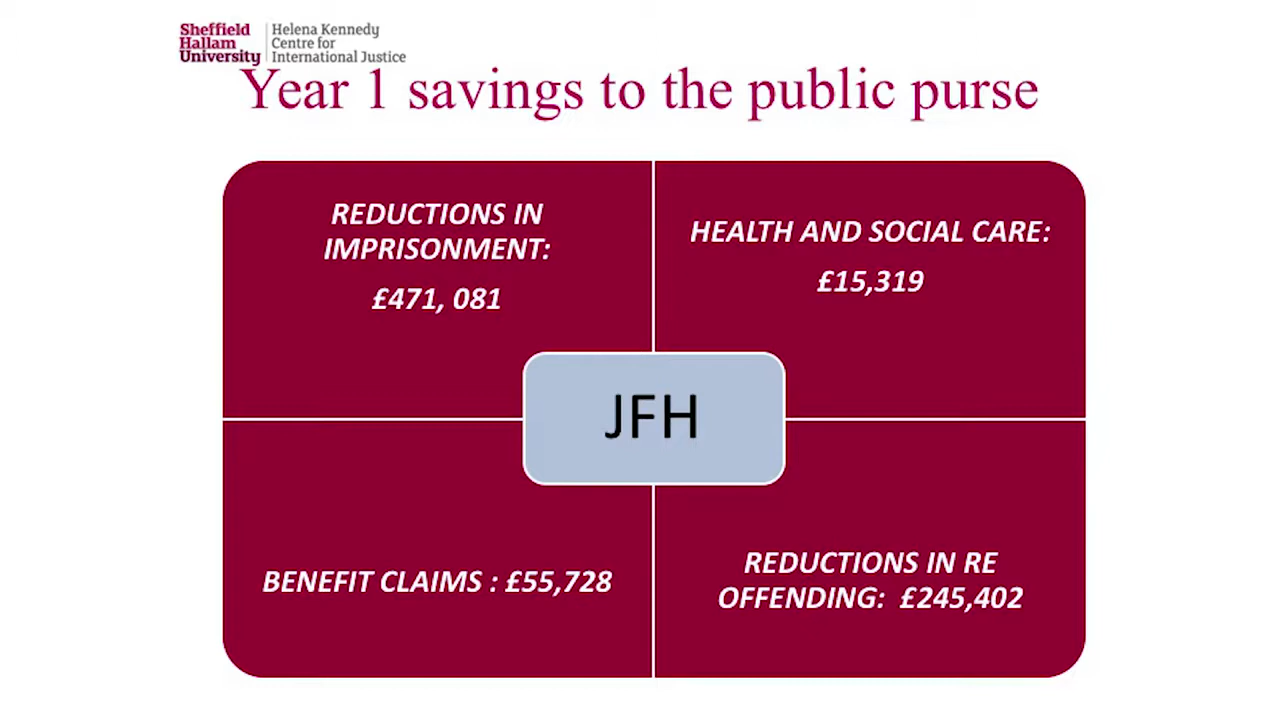 Sheffield
Hallam
University
Helena Kennedy
Centre for
International Justice
Year 1 savings to the public purse
REDUCTIONS IN
IMPRISONMENT:
£471, 081
HEALTH AND SOCIAL CARE:
£15,319
JFH
BENEFIT CLAIMS : £55,728
REDUCTIONS IN RE
OFFENDING:  £245,402